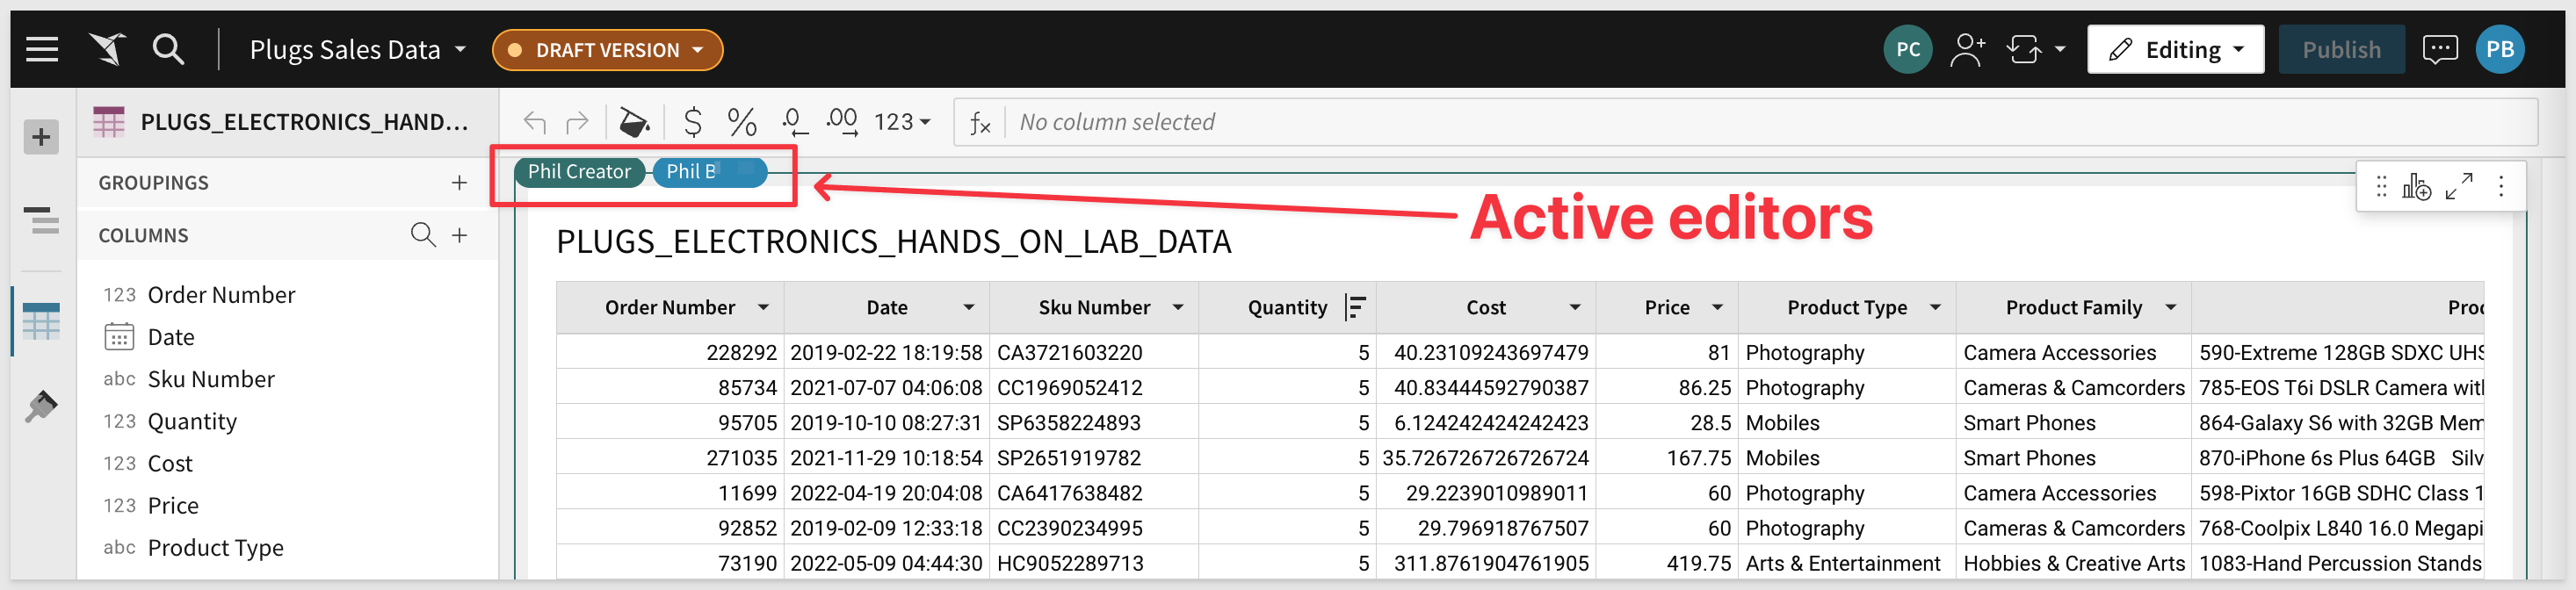 Plugs Sales Data
DRAFT VERSION
PC
Editing
Publish
PB
PLUGS_ELECTRONICS_HAND...
$ % .0 .00 123
fx No column selected
GROUPINGS
Phil Creator Phil B
Active editors
COLUMNS
PLUGS_ELECTRONICS_HANDS_ON_LAB_DATA
123 Order Number
Date
abc Sku Number
123 Quantity
123 Cost
123 Price
abc Product Type
Order Number Date Sku Number Quantity Cost Price Product Type Product Family
228292 2019-02-22 18:19:58 CA3721603220 5 40.23109243697479 81 Photography Camera Accessories 590-Extreme 128GB SDXC UHS
85734 2021-07-07 04:06:08 CC1969052412 5 40.83444592790387 86.25 Photography Cameras & Camcorders 785-EOS T6i DSLR Camera with
95705 2019-10-10 08:27:31 SP6358224893 5 6.124242424242423 28.5 Mobiles Smart Phones 864-Galaxy S6 with 32GB Mem
271035 2021-11-29 10:18:54 SP2651919782 5 35.726726726726724 167.75 Mobiles Smart Phones 870-iPhone 6s Plus 64GB Silv
11699 2022-04-19 20:04:08 CA6417638482 5 29.2239010989011 60 Photography Camera Accessories 598-Pixtor 16GB SDHC Class 1
92852 2019-02-09 12:33:18 CC2390234995 5 29.796918767507 60 Photography Cameras & Camcorders 768-Coolpix L840 16.0 Megapi
73190 2022-05-09 04:44:30 HC9052289713 5 311.8761904761905 419.75 Arts & Entertainment Hobbies & Creative Arts 1083-Hand Percussion Stands